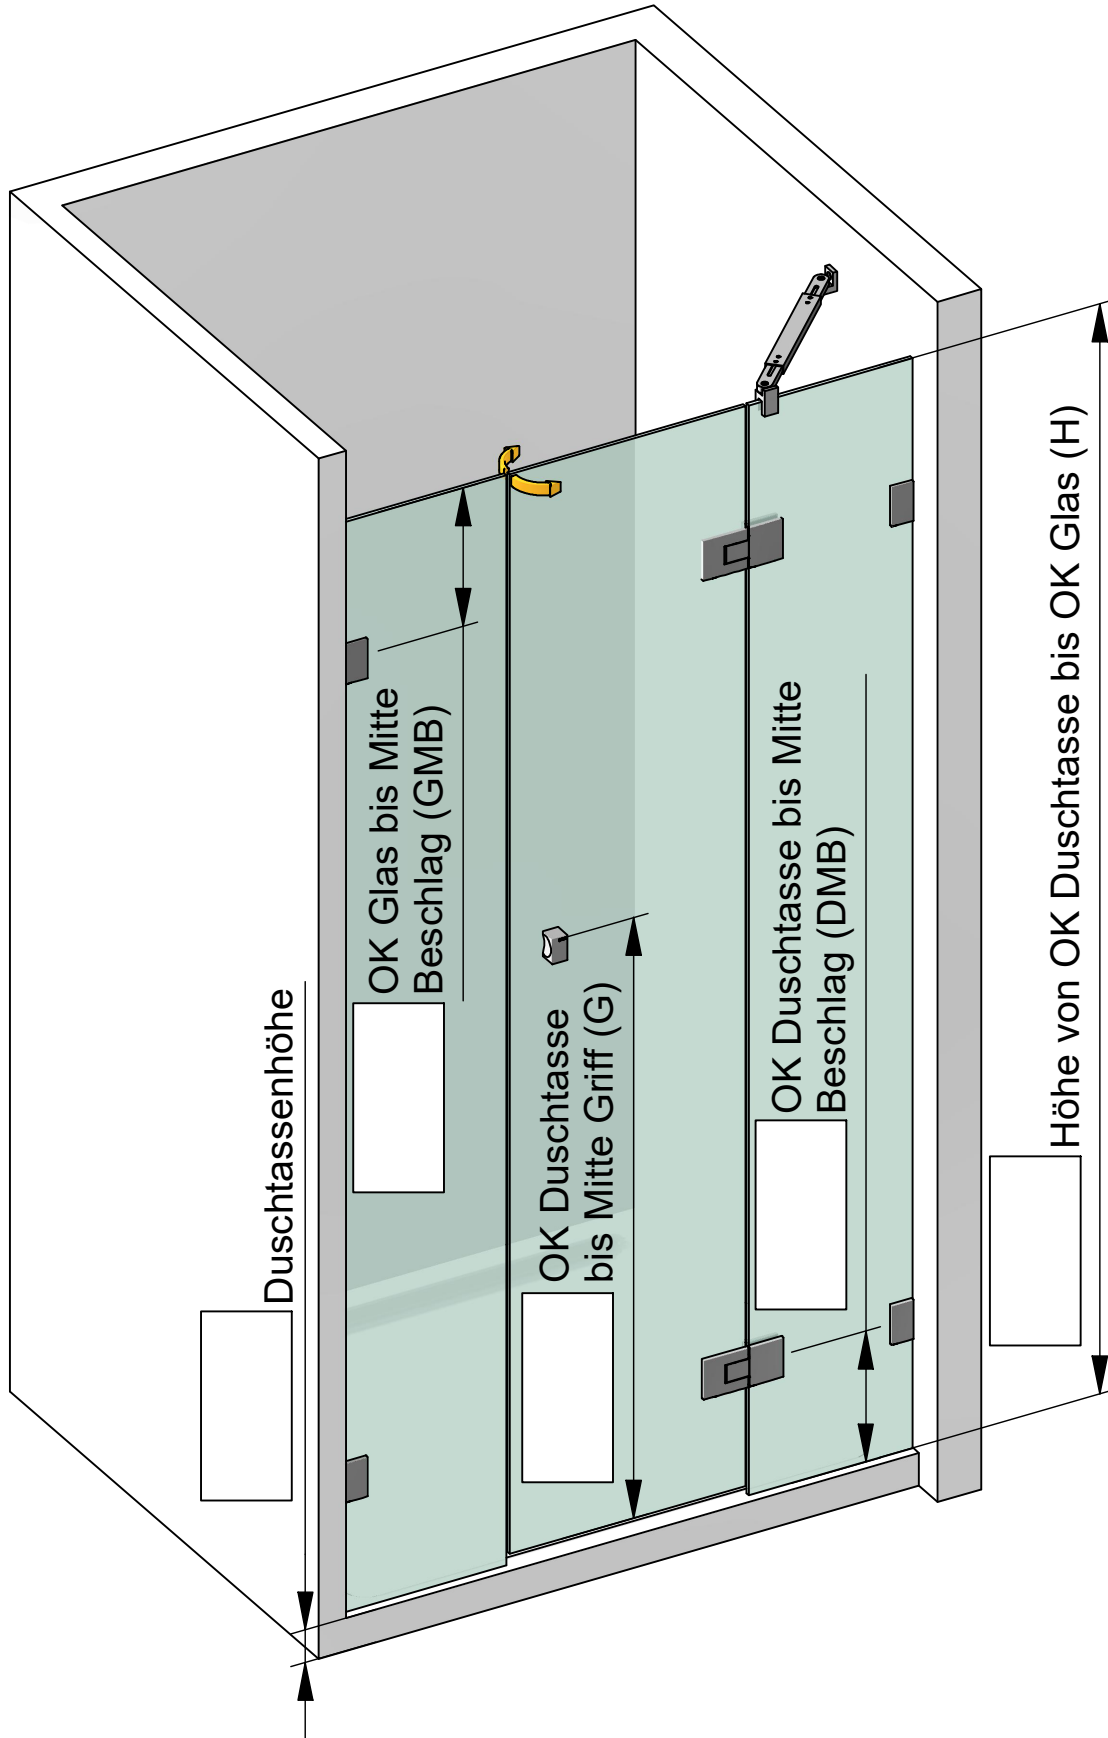 Duschtassenhöhe
OK Glas bis Mitte
Beschlag (GMB)
OK Duschtasse
bis Mitte Griff (G)
OK Duschtasse bis Mitte
Beschlag (DMB)
Höhe von OK Duschtasse bis OK Glas (H)